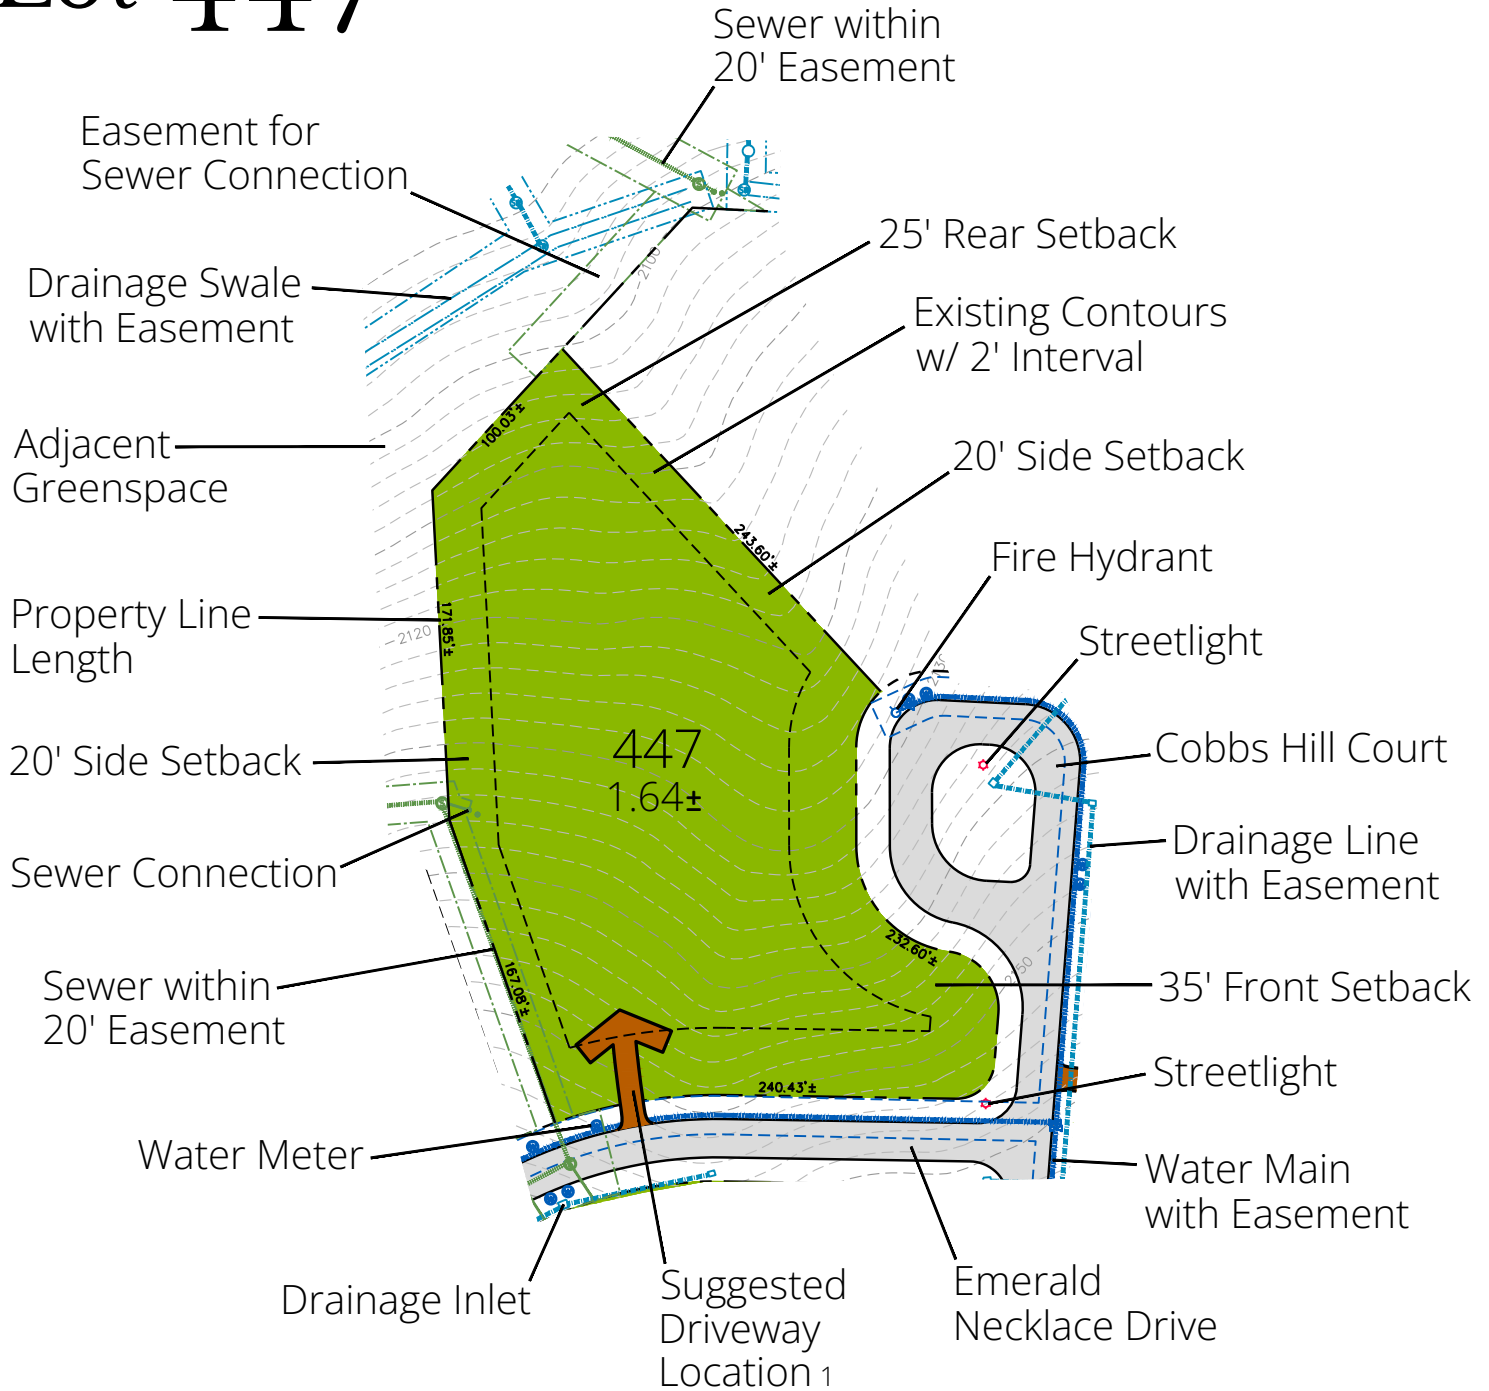 Lot 447
Sewer within
20' Easement
Easement for
Sewer Connection
25' Rear Setback
Drainage Swale
with Easement
2100
Existing Contours
w/ 2' Interval
100.03'±
Adjacent
Greenspace
20' Side Setback
243.60'±
Fire Hydrant
Property Line
Length
171.85'±
2120
Streetlight
2130
447
1.64±
20' Side Setback
Cobbs Hill Court
Sewer Connection
Drainage Line
with Easement
232.60'±
Sewer within
20' Easement
167.08'±
35' Front Setback
240.43'±
Streetlight
Water Meter
Water Main
with Easement
Drainage Inlet
Suggested
Driveway
Location 1
Emerald
Necklace Drive